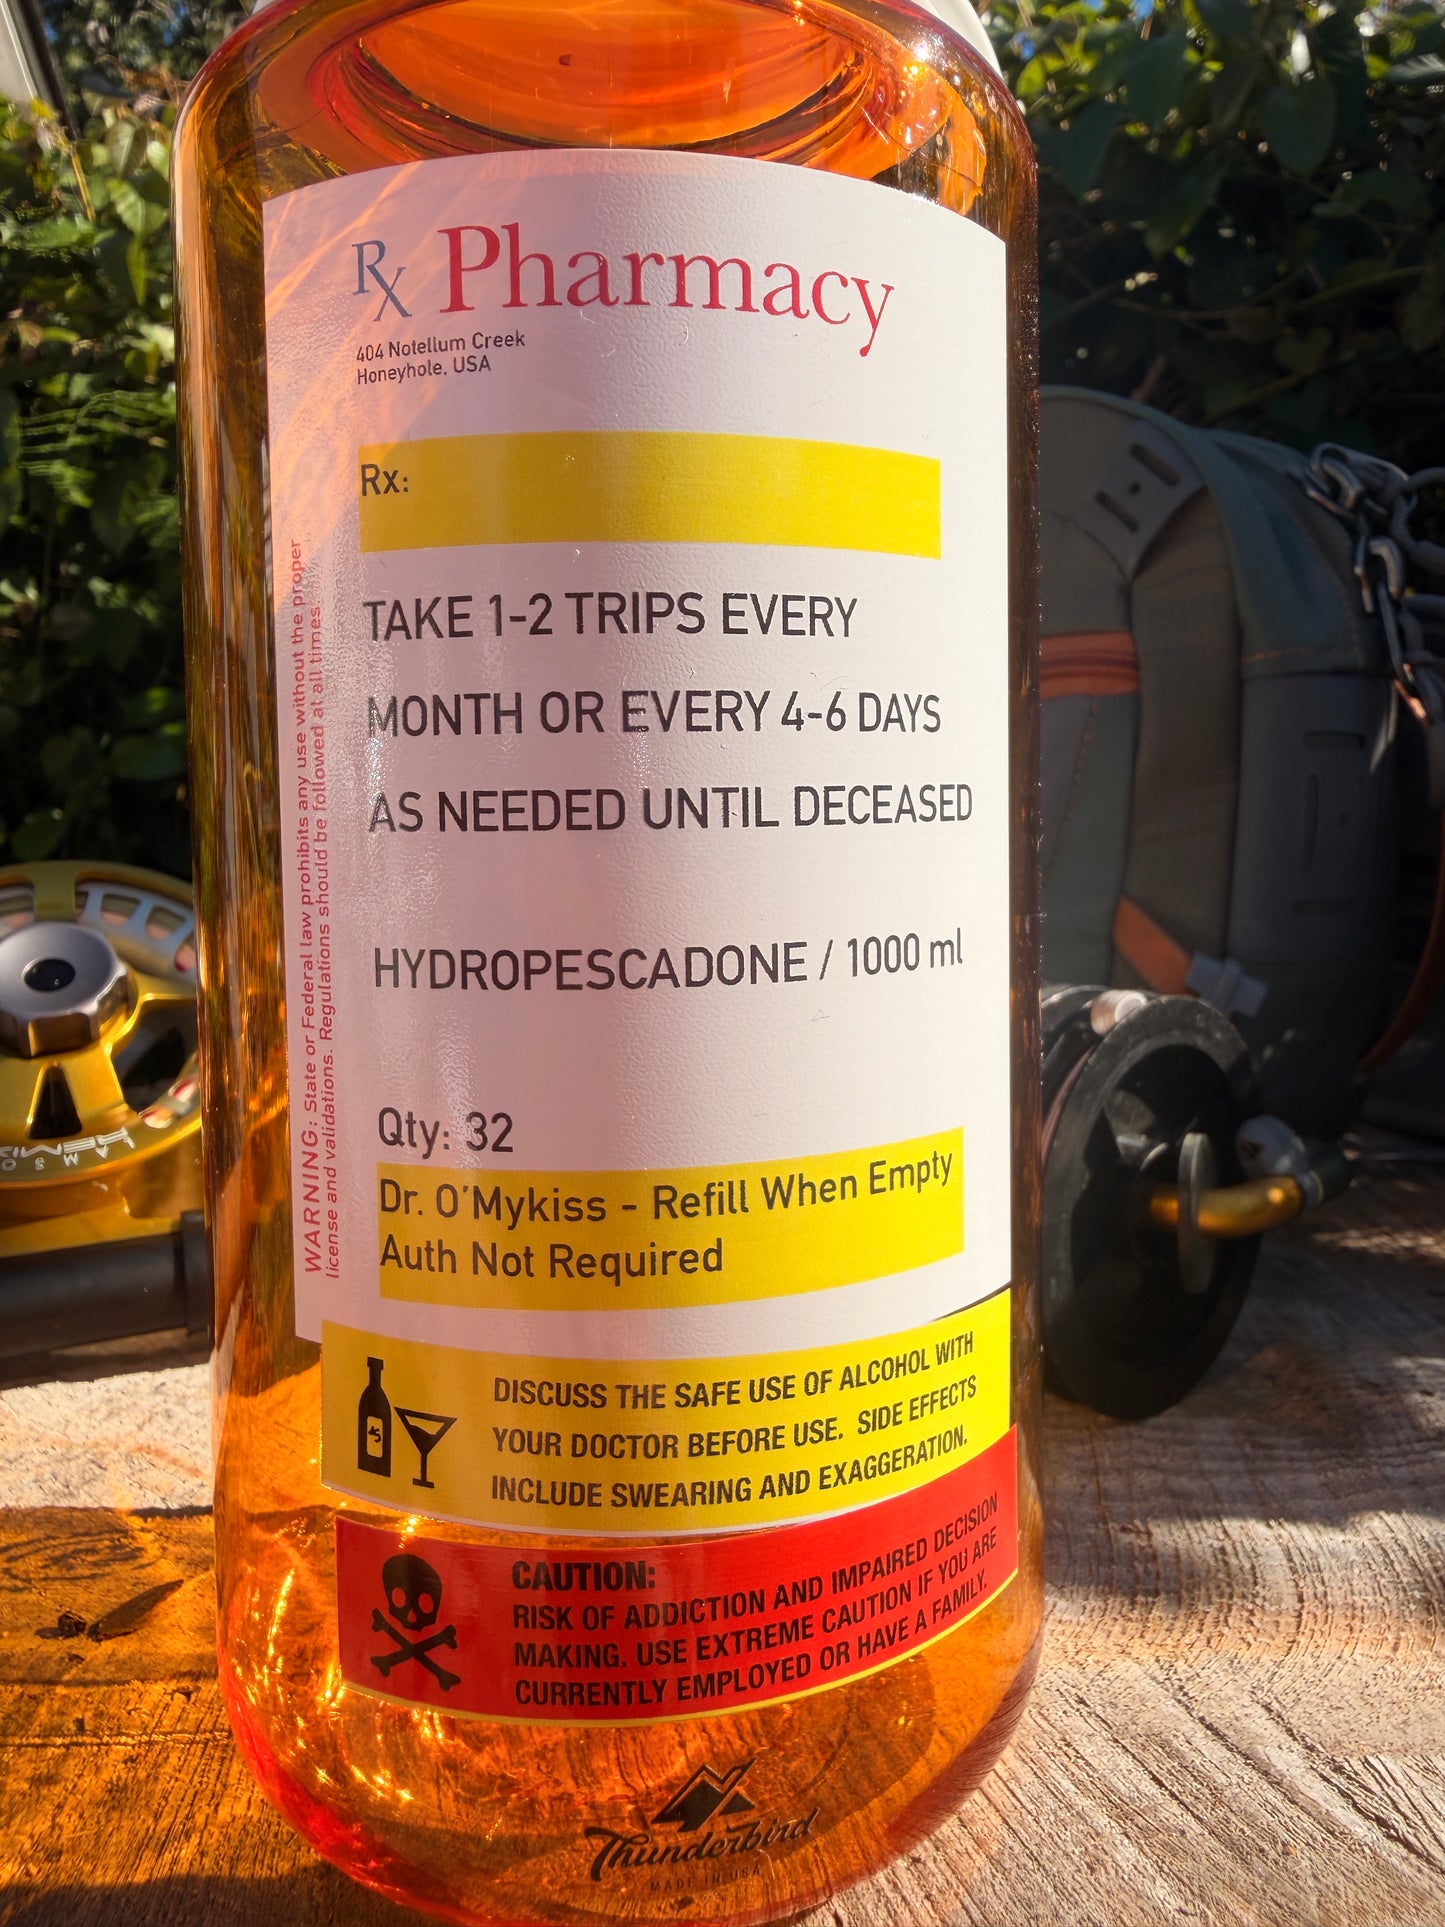 Rx Pharmacy
404 Notellum Creek
Honeyhole, USA
Rx:
TAKE 1-2 TRIPS EVERY
MONTH OR EVERY 4-6 DAYS
AS NEEDED UNTIL DECEASED
HYDROPESCADONE / 1000 ml
Qty: 32
Dr. O'Mykiss - Refill When Empty
Auth Not Required
WARNING: State or Federal law prohibits any use without the proper
license and validations. Regulations should be followed at all times.
DISCUSS THE SAFE USE OF ALCOHOL WITH
YOUR DOCTOR BEFORE USE. SIDE EFFECTS
INCLUDE SWEARING AND EXAGGERATION.
CAUTION:
RISK OF ADDICTION AND IMPAIRED DECISION
MAKING. USE EXTREME CAUTION IF YOU ARE
CURRENTLY EMPLOYED OR HAVE A FAMILY.
Thunderbird
MADE IN USA